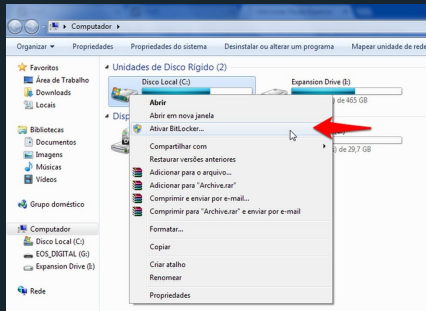 Computador
Organizar Propriedades Propriedades do sistema Desinstalar ou alterar um programa Mapear unidade de rede
Favoritos
Área de Trabalho
Downloads
Locais
Bibliotecas
Documentos
Imagens
Músicas
Vídeos
Grupo doméstico
Computador
Disco Local (C:)
EOS_DIGITAL (G:)
Expansion Drive (I:)
Rede
Unidades de Disco Rígido (2)
Disco Local (C:)
Expansion Drive (I:)
de 465 GB
Disp
de 29,7 GB
Abrir
Abrir em nova janela
Ativar BitLocker...
Compartilhar com
Restaurar versões anteriores
Adicionar para o arquivo...
Adicionar para "Archive.rar"
Comprimir e enviar por e-mail...
Comprimir para "Archive.rar" e enviar por e-mail
Formatar...
Copiar
Criar atalho
Renomear
Propriedades